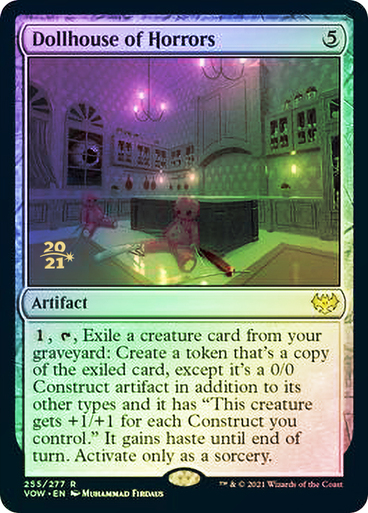 Dollhouse of Horrors 5
20
21
Artifact
1, T, Exile a creature card from your
graveyard: Create a token that's a copy
of the exiled card, except it's a 0/0
Construct artifact in addition to its
other types and it has “This creature
gets +1/+1 for each Construct you
control.” It gains haste until end of
turn. Activate only as a sorcery.
255/277 R
VOW • EN Muhammad Firdaus
™ & © 2021 Wizards of the Coast